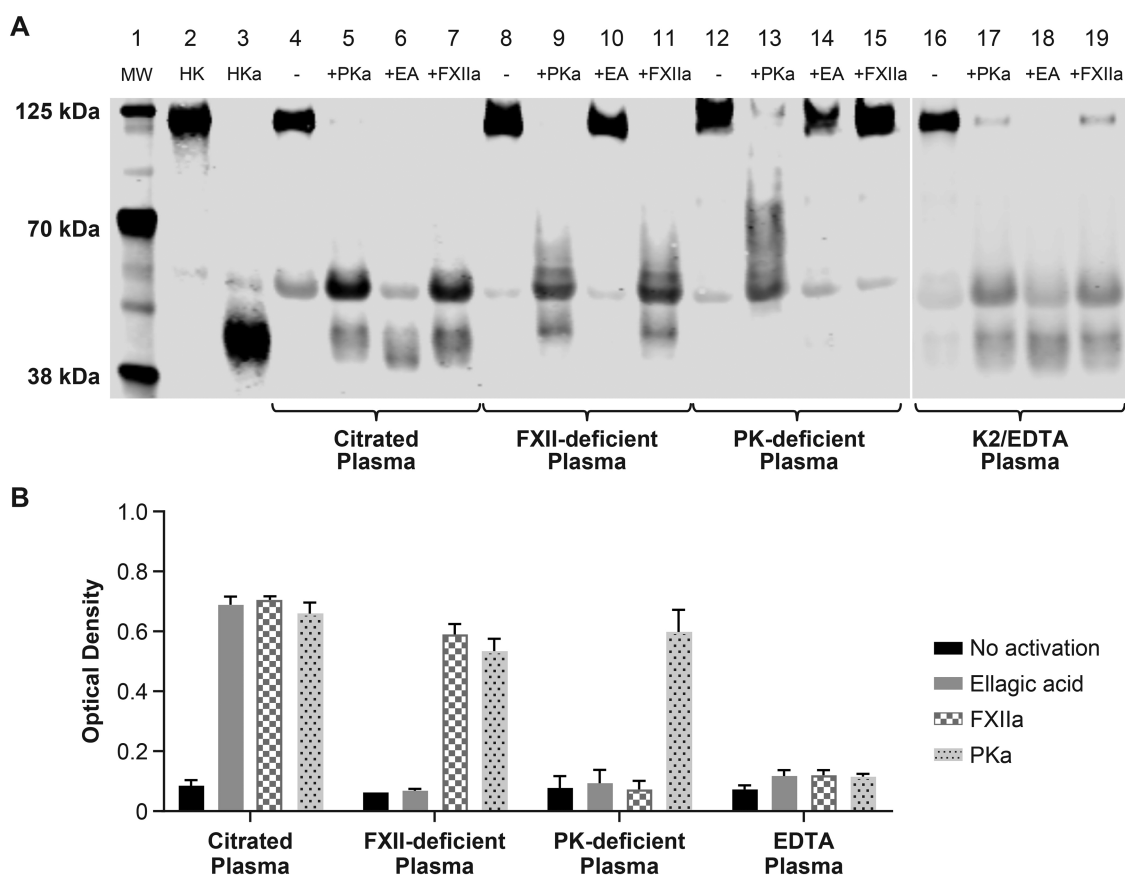 A
1 2 3 4 5 6 7 8 9 10 11 12 13 14 15 16 17 18 19
MW HK HKa - +PKa +EA +FXIIa - +PKa +EA +FXIIa - +PKa +EA +FXIIa - +PKa +EA +FXIIa
125 kDa
70 kDa
38 kDa
Citrated
Plasma
FXII-deficient
Plasma
PK-deficient
Plasma
K2/EDTA
Plasma
B
Optical Density
1.0
0.8
0.6
0.4
0.2
0
Citrated
Plasma
FXII-deficient
Plasma
PK-deficient
Plasma
EDTA
Plasma
No activation
Ellagic acid
FXIIa
PKa